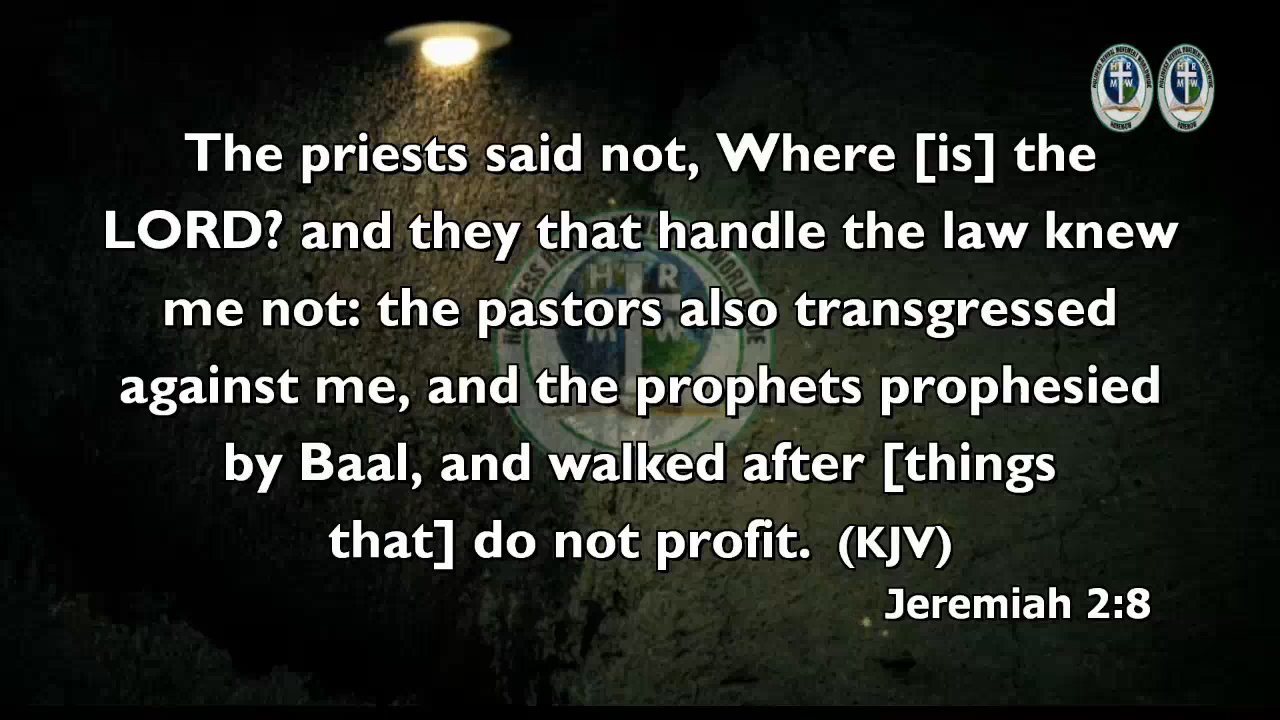 H R
M W
H R
M W
The priests said not, Where [is] the
LORD? and they that handle the law knew
me not: the pastors also transgressed
against me, and the prophets prophesied
by Baal, and walked after [things
that] do not profit. (KJV)
Jeremiah 2:8
H R
M W